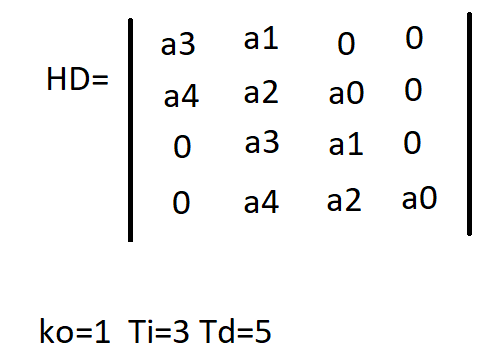 a3 a1 0 0
HD= a4 a2 a0 0
0 a3 a1 0
0 a4 a2 a0
ko=1 Ti=3 Td=5